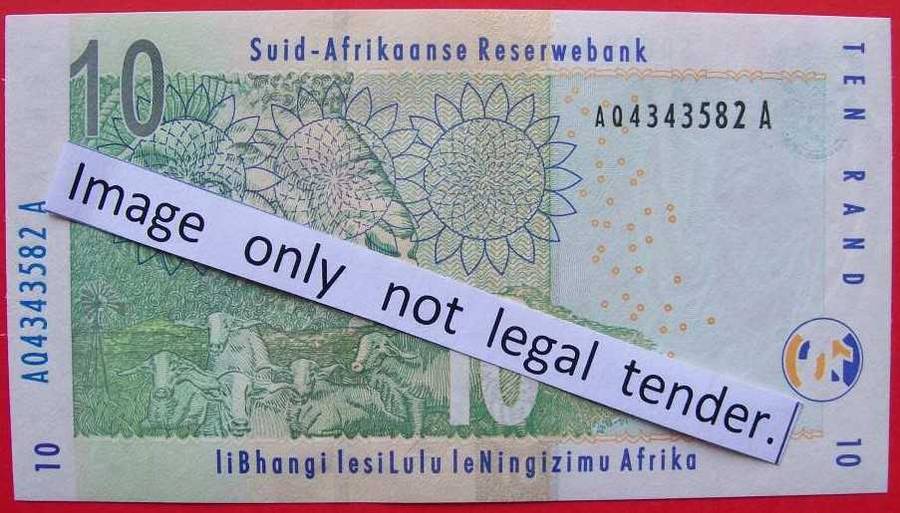 10
Suid-Afrikaanse Reserwebank
AQ4343582 A
TEN RAND
Image only not legal tender.
AQ4343582 A
10
10
liBhangi lesiLulu leNingizimu Afrika
10